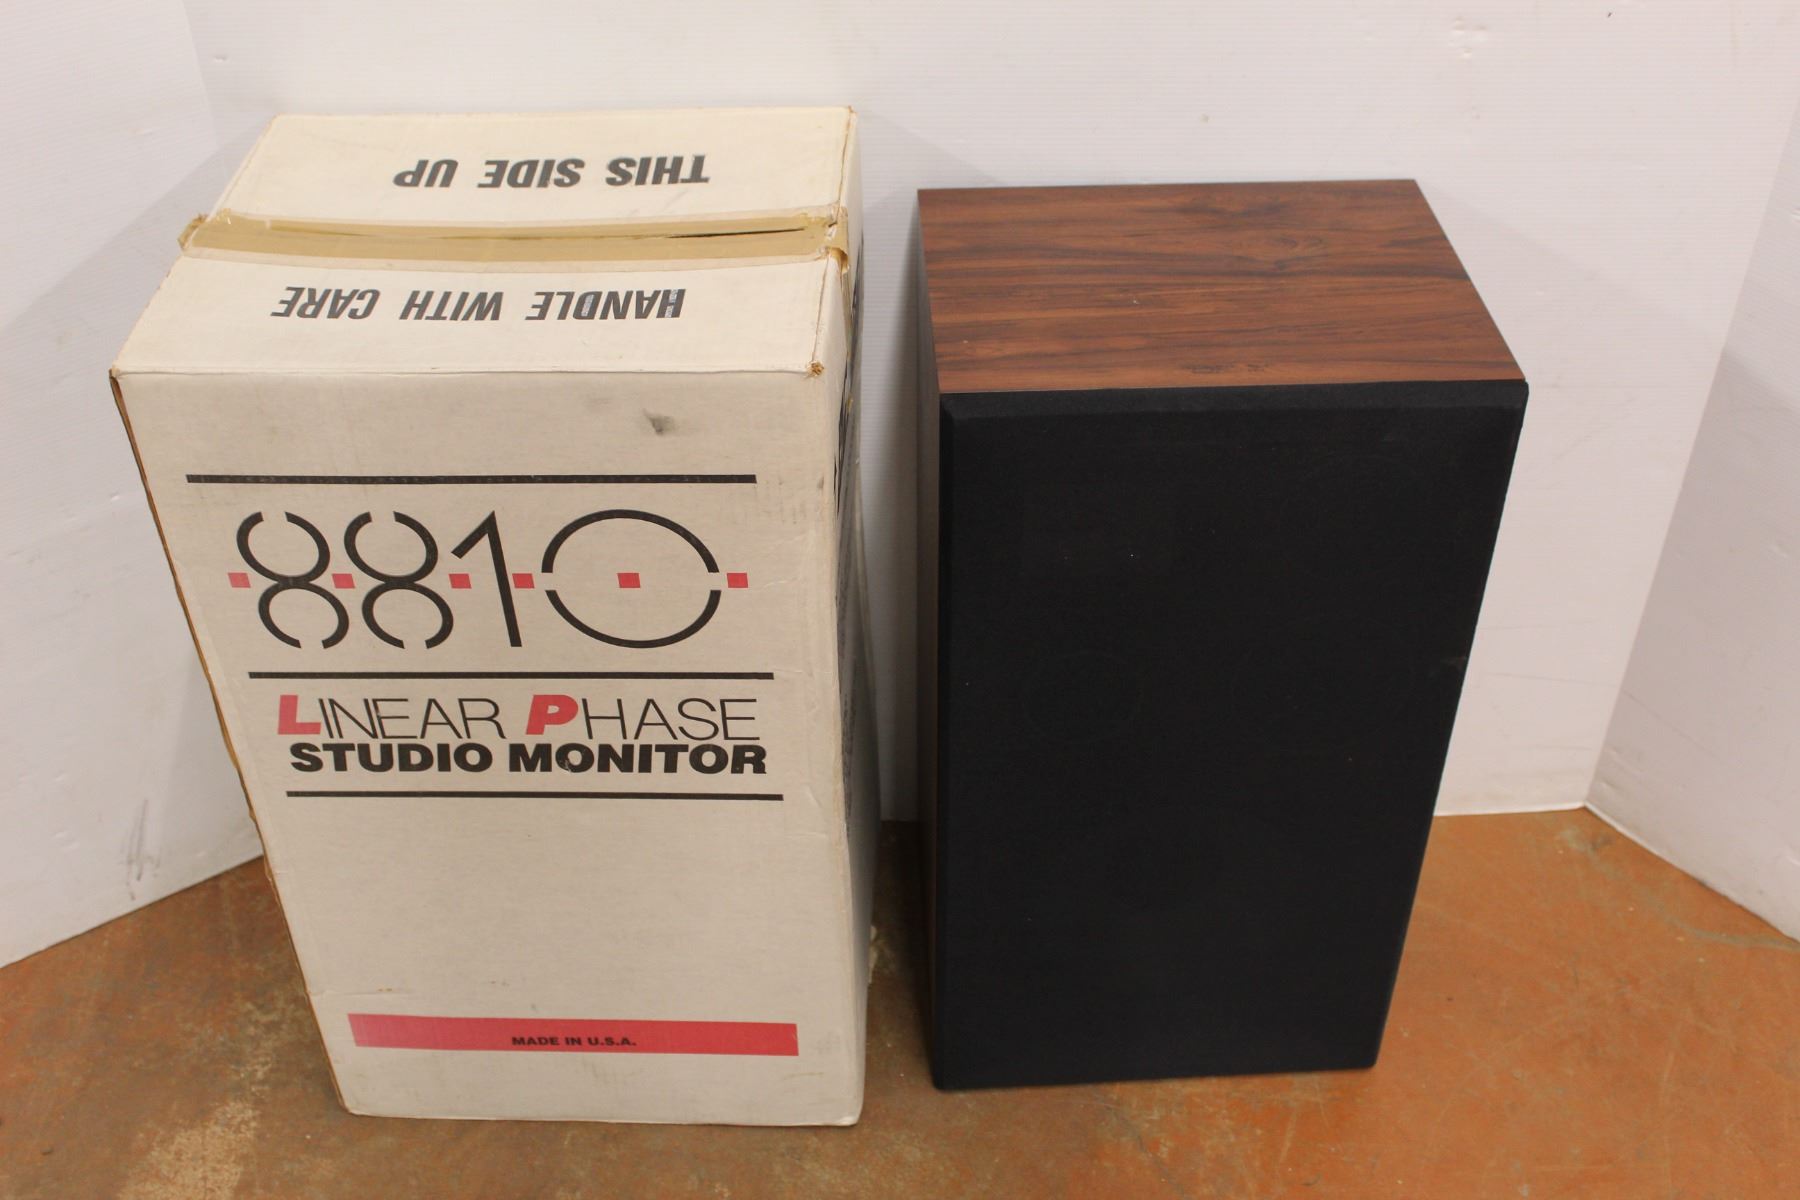 THIS SIDE UP
HANDLE WITH CARE
8810
LINEAR PHASE
STUDIO MONITOR
MADE IN U.S.A.